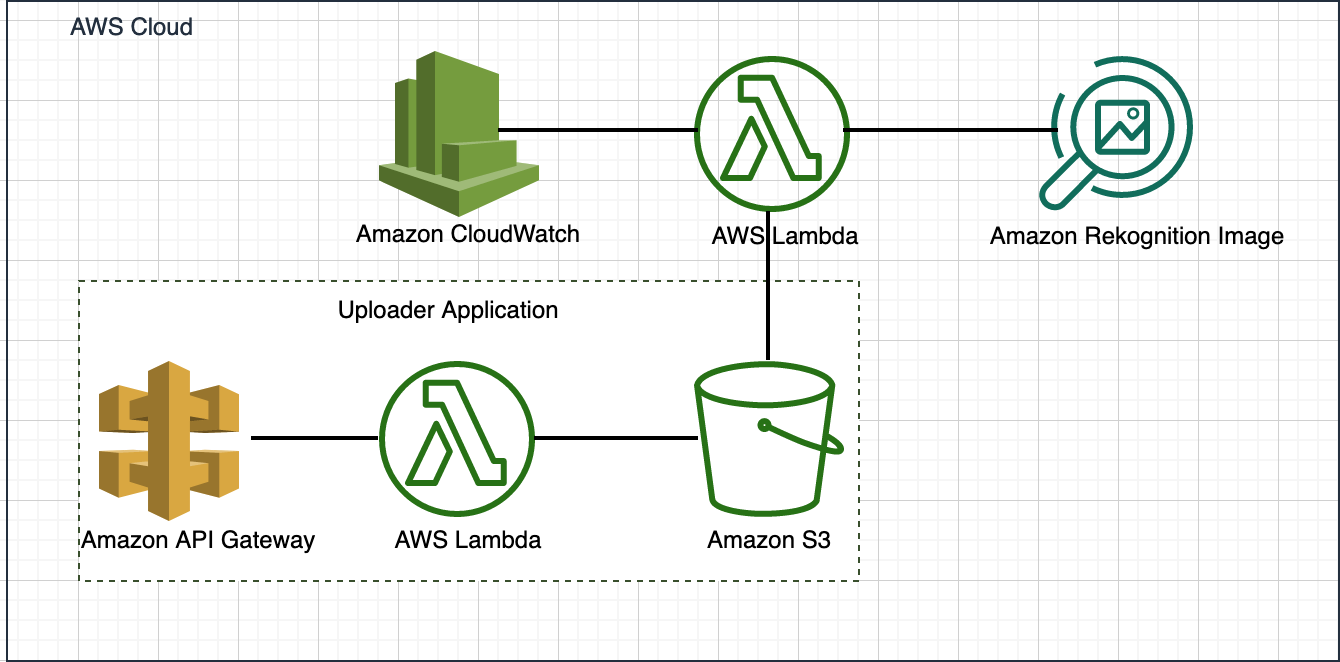 AWS Cloud
Amazon CloudWatch
AWS Lambda
Amazon Rekognition Image
Uploader Application
Amazon API Gateway
AWS Lambda
Amazon S3